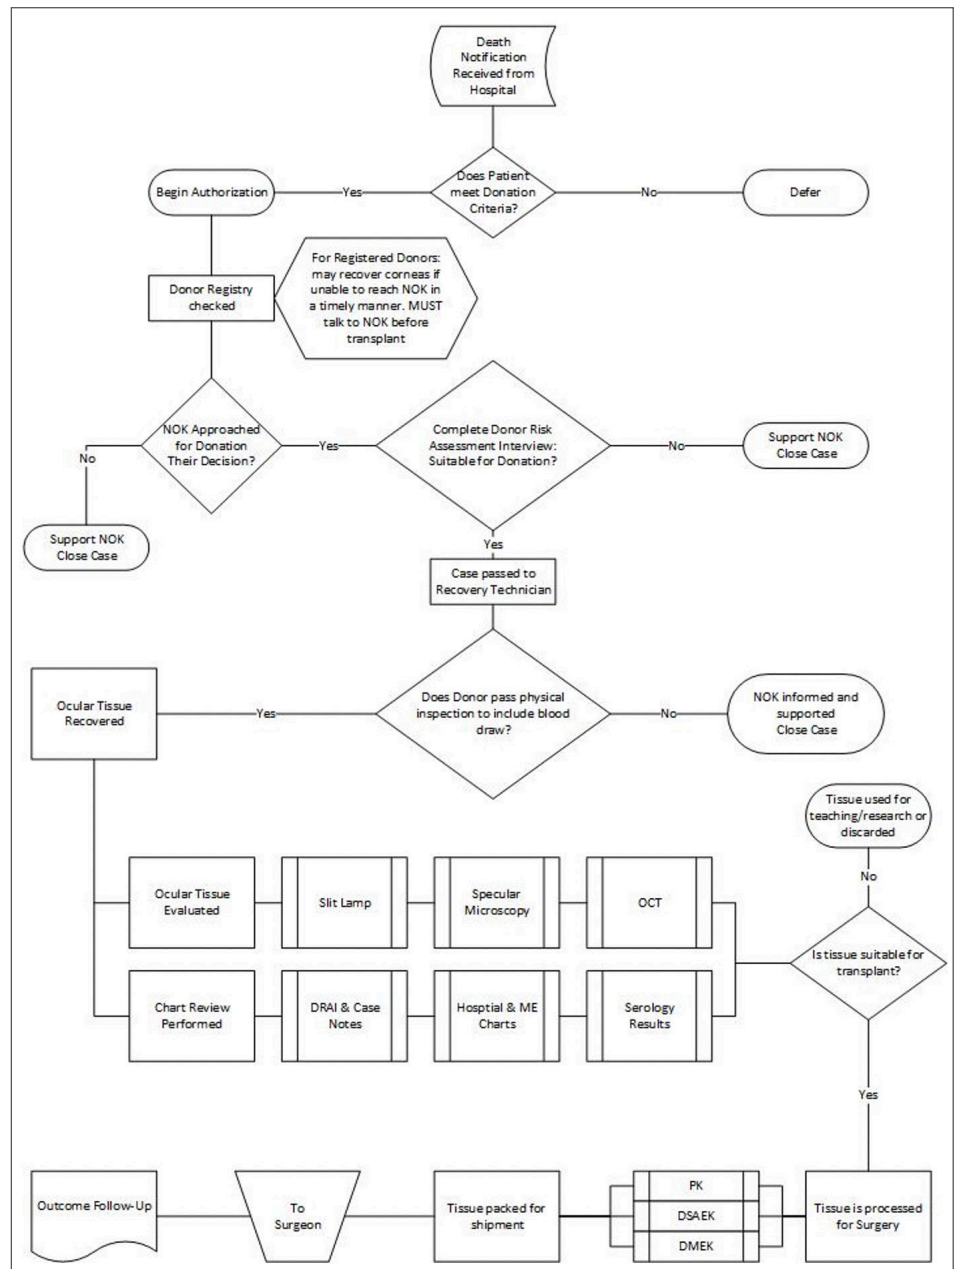 Death
Notification
Received from
Hospital
Does Patient
meet Donation
Criteria?
Begin Authorization
Yes
No
Defer
For Registered Donors:
may recover corneas if
unable to reach NOK in
a timely manner. MUST
talk to NOK before
transplant
Donor Registry
checked
NOK Approached
for Donation
Their Decision?
Yes
Complete Donor Risk
Assessment Interview:
Suitable for Donation?
No
Support NOK
Close Case
No
Support NOK
Close Case
Yes
Case passed to
Recovery Technician
Ocular Tissue
Recovered
Yes
Does Donor pass physical
inspection to include blood
draw?
No
NOK informed and
supported
Close Case
Tissue used for
teaching/research or
discarded
No
Ocular Tissue
Evaluated
Slit Lamp
Specular
Microscopy
OCT
Is tissue suitable for
transplant?
Chart Review
Performed
DRAI & Case
Notes
Hosptial & ME
Charts
Serology
Results
Yes
Outcome Follow-Up
To
Surgeon
Tissue packed for
shipment
PK
DSAEK
DMEK
Tissue is processed
for Surgery